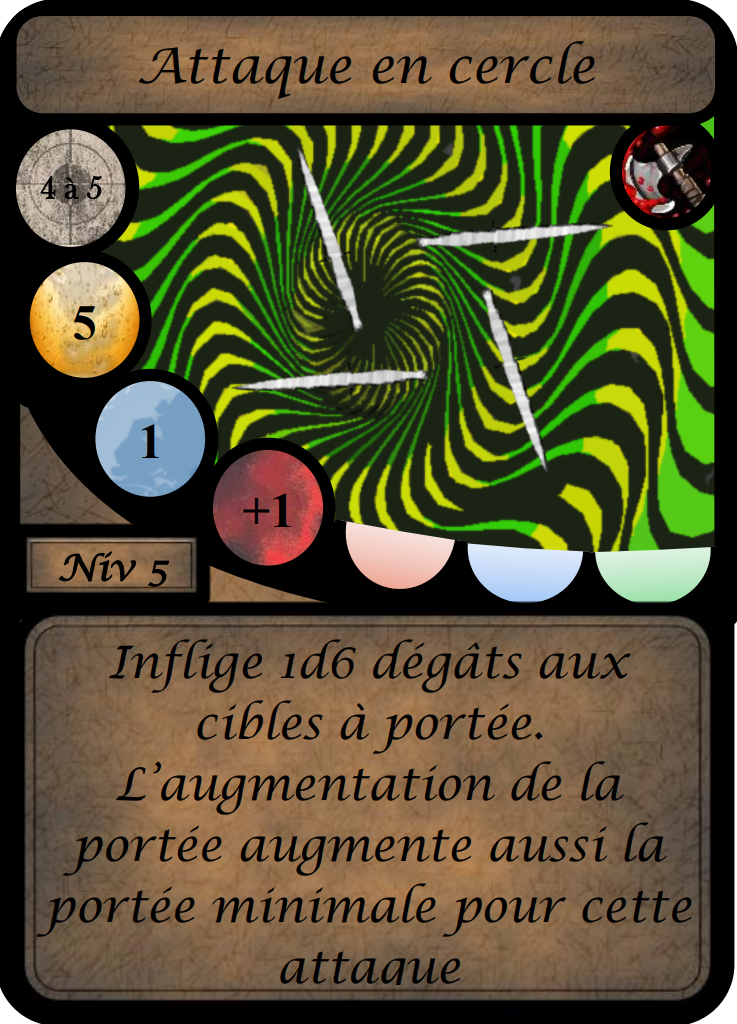 Attaque en cercle
4 à 5
5
1
+1
Niv 5
Inflige 1d6 dégâts aux
cibles à portée.
L'augmentation de la
portée augmente aussi la
portée minimale pour cette
attaque